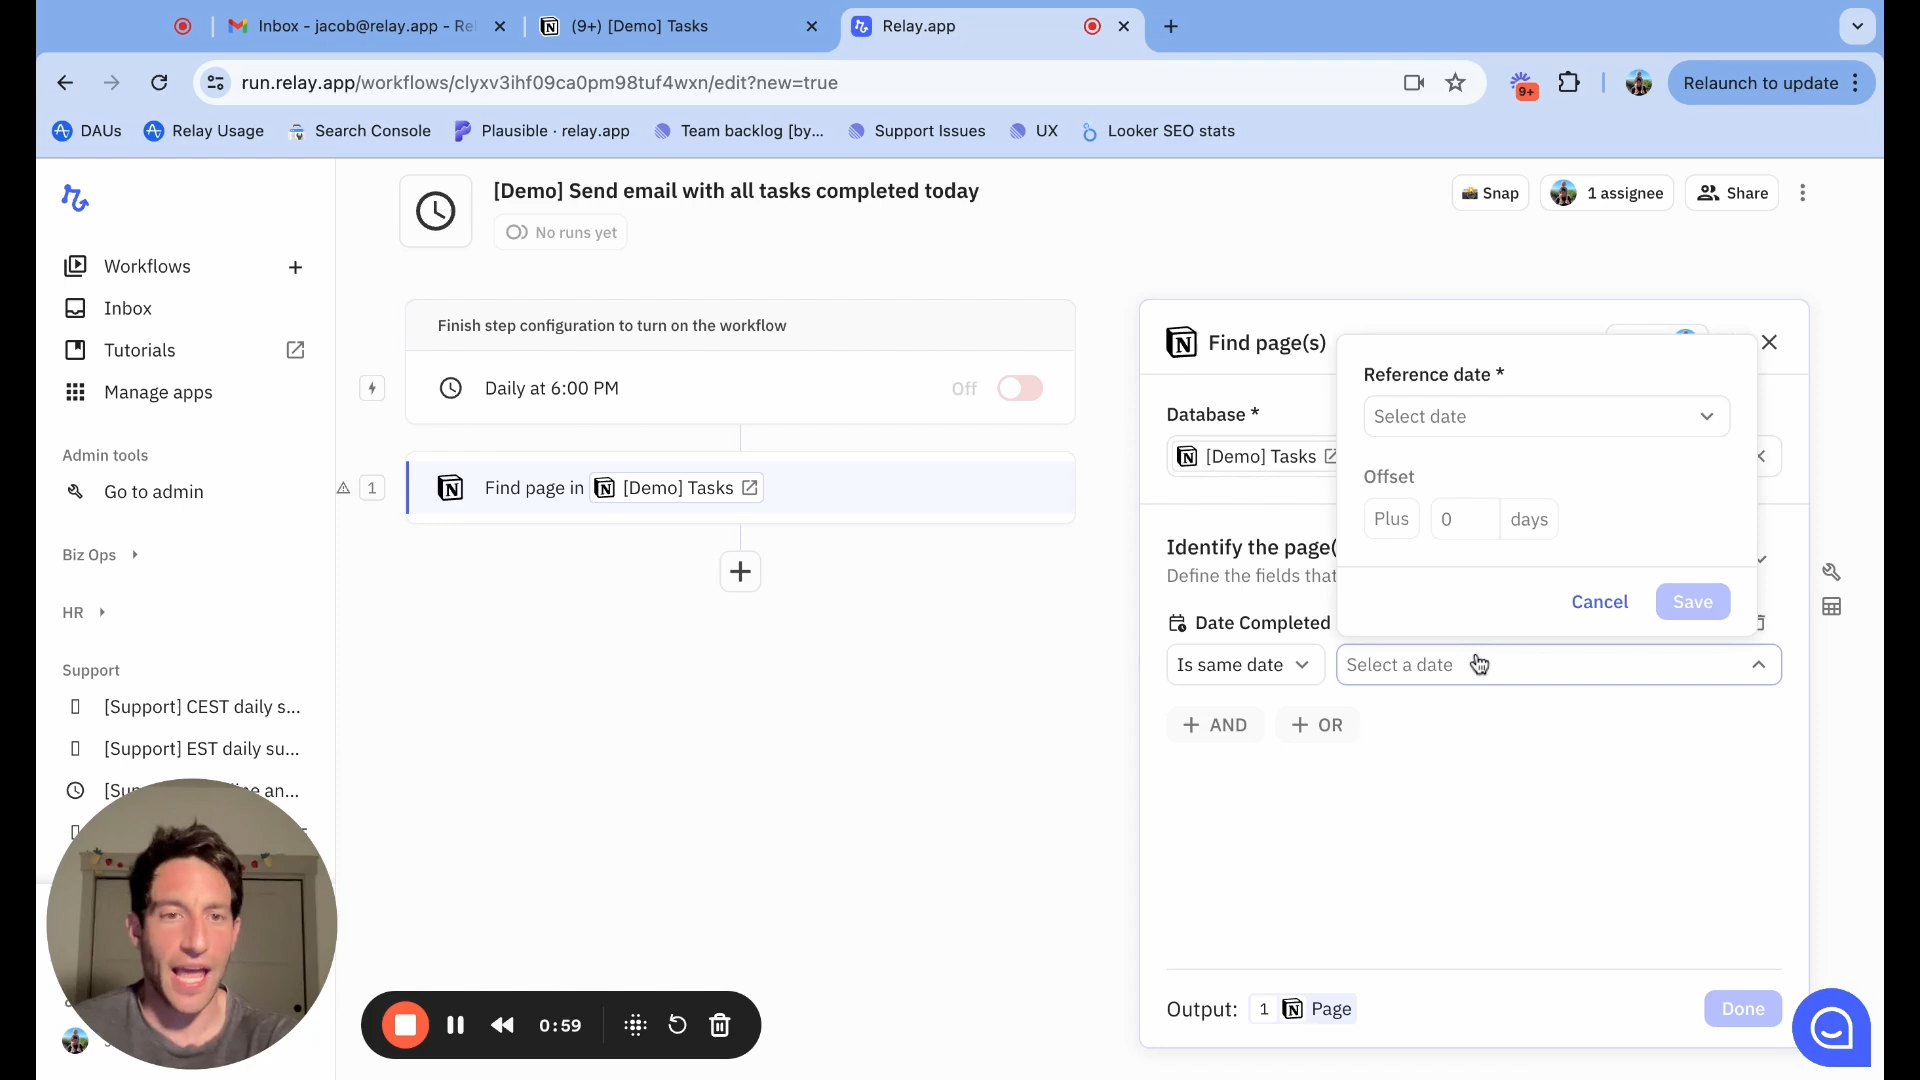 Inbox - jacob@relay.app - Rel
(9+) [Demo] Tasks
Relay.app
run.relay.app/workflows/clyxv3ihf09ca0pm98tuf4wxn/edit?new=true
9+
Relaunch to update
DAUs
Relay Usage
Search Console
Plausible · relay.app
Team backlog [by...
Support Issues
UX
Looker SEO stats
[Demo] Send email with all tasks completed today
No runs yet
Snap
1 assignee
Share
Workflows
Inbox
Tutorials
Manage apps
Admin tools
Go to admin
Biz Ops
HR
Support
[Support] CEST daily s...
[Support] EST daily su...
an...
Finish step configuration to turn on the workflow
Daily at 6:00 PM
Off
1
Find page in
[Demo] Tasks
Find page(s)
Database *
[Demo] Tasks
Identify the page(
Define the fields that
Date Completed
Is same date
Select a date
AND
OR
Reference date *
Select date
Offset
Plus
0
days
Cancel
Save
Output:
1
Page
Done
0:59